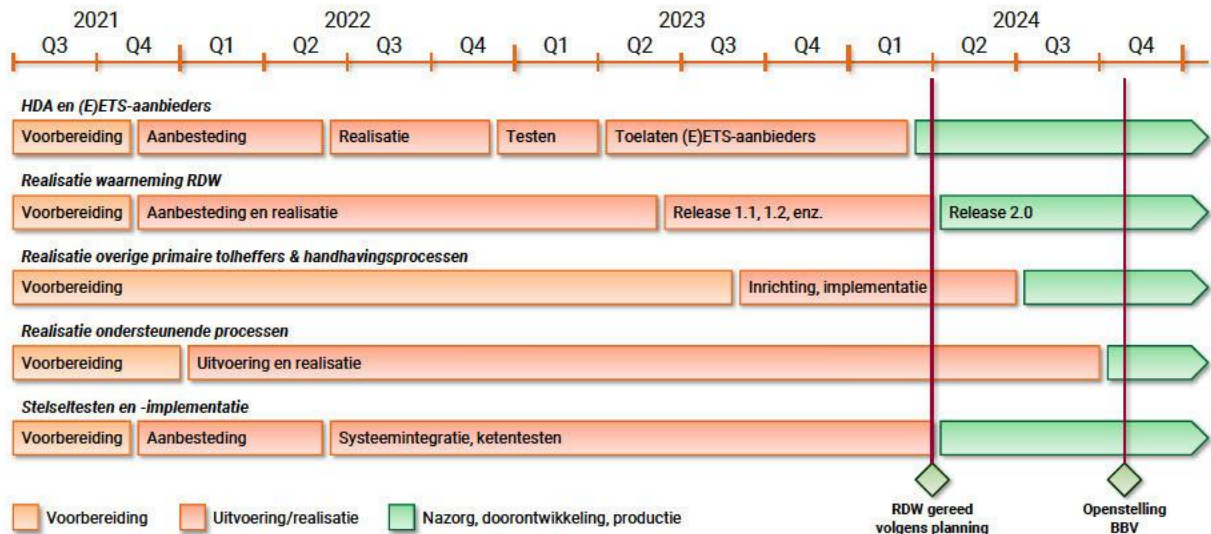 2021 2022 2023 2024
Q3 Q4 Q1 Q2 Q3 Q4 Q1 Q2 Q3 Q4 Q1 Q2 Q3 Q4
HDA en (E)ETS-aanbieders
Voorbereiding Aanbesteding Realisatie Testen Toelaten (E)ETS-aanbieders
Realisatie waarneming RDW
Voorbereiding Aanbesteding en realisatie Release 1.1, 1.2, enz. Release 2.0
Realisatie overige primaire tolheffers & handhavingsprocessen
Voorbereiding Inrichting, implementatie
Realisatie ondersteunende processen
Voorbereiding Uitvoering en realisatie
Stelseltesten en -implementatie
Voorbereiding Aanbesteding Systeemintegratie, ketentesten
Voorbereiding Uitvoering/realisatie Nazorg, doorontwikkeling, productie
RDW gereed
volgens planning
Openstelling
BBV